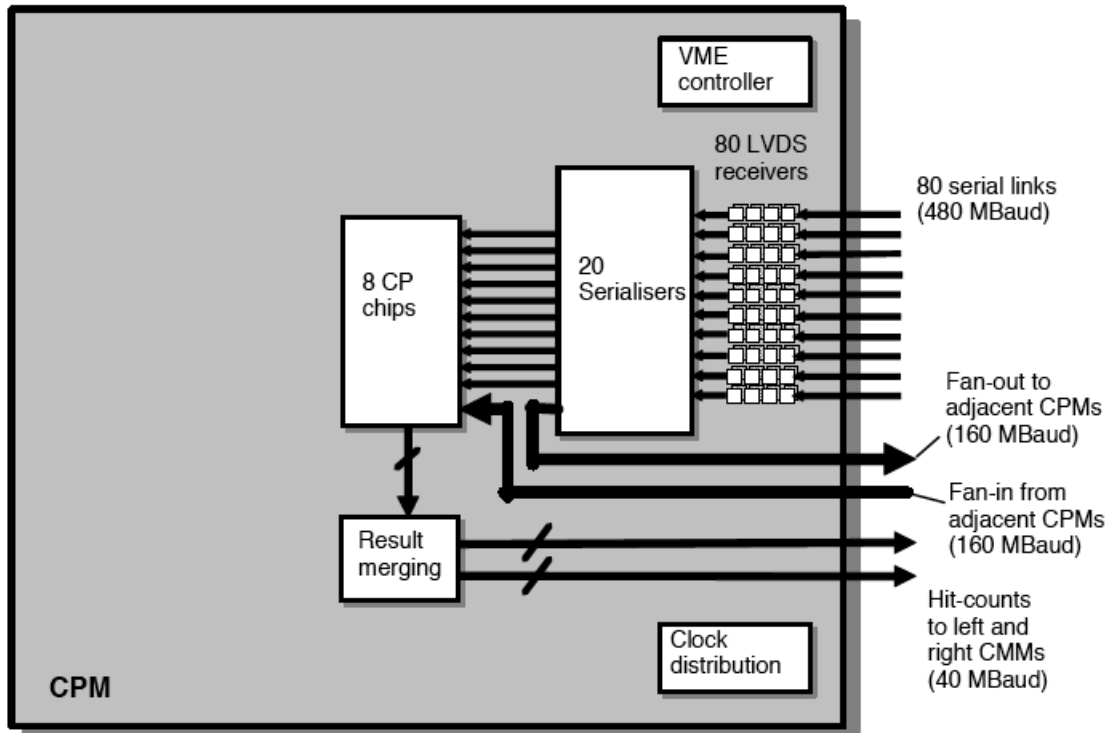 VME
controller
80 LVDS
receivers
80 serial links
(480 MBaud)
8 CP
chips
20
Serialisers
Fan-out to
adjacent CPMs
(160 MBaud)
Fan-in from
adjacent CPMs
(160 MBaud)
Result
merging
Hit-counts
to left and
right CMMs
(40 MBaud)
Clock
distribution
CPM